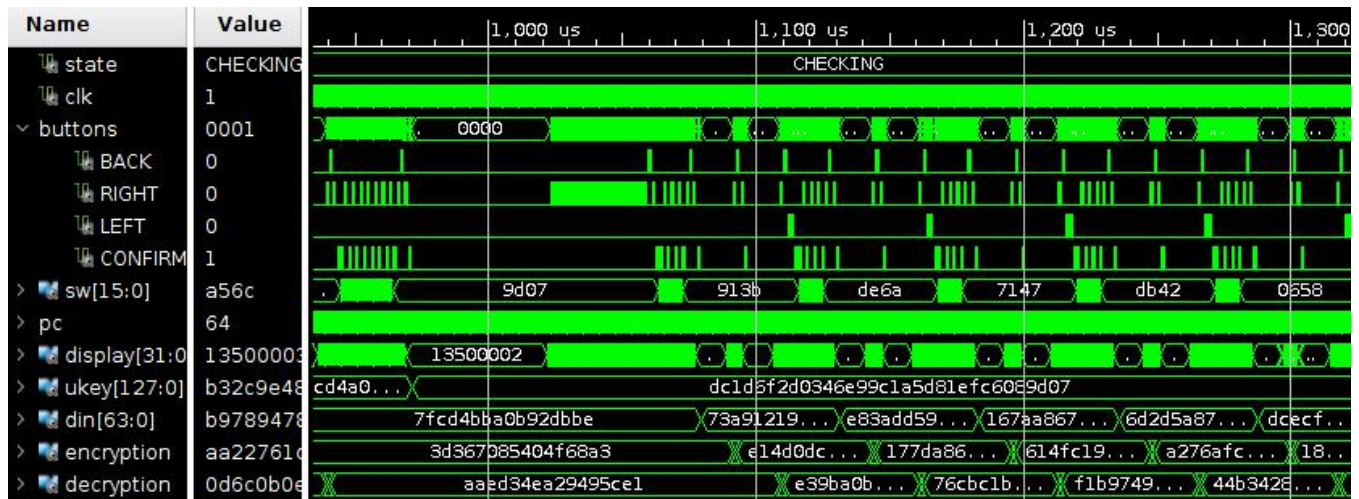 Name Value 1,000 us 1,100 us 1,200 us 1,300
state CHECKING CHECKING
clk 1
buttons 0001 0000
BACK 0
RIGHT 0
LEFT 0
CONFIRM 1
sw[15:0] a56c 9d07 913b de6a 7147 db42 0658
pc 64
display[31:0 13500003 13500002
ukey[127:0] b32c9e48 cd4a0... dc1d6f2d0346e99c1a5d81efc6089d07
din[63:0] b9789478 7fcd4bba0b92dbbe 73a91219... e83add59... 167aa867... 6d2d5a87... dcecf..
encryption aa22761c 3d367085404f68a3 e14d0dc... 177da86... 614fc19... a276afc... 18..
decryption 0d6c0b0e aaed34ea29495ce1 e39ba0b... 76cbc1b... f1b9749... 44b3428...